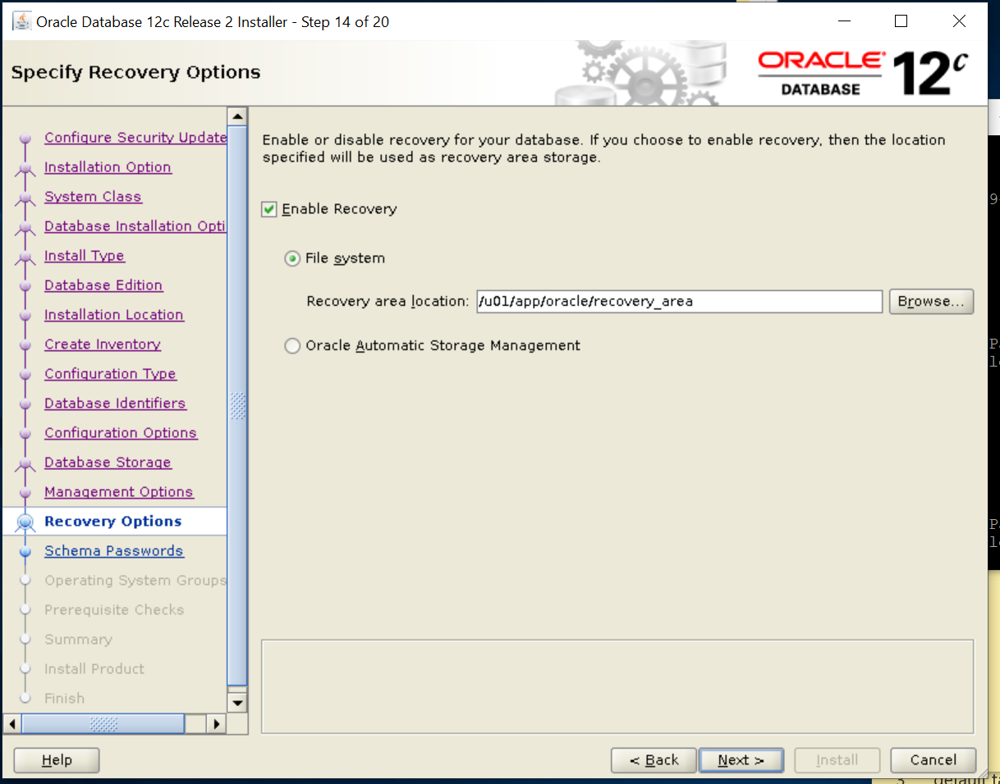 Oracle Database 12c Release 2 Installer - Step 14 of 20
Specify Recovery Options
ORACLE
DATABASE
12c
Configure Security Update
Installation Option
System Class
Database Installation Opti
Install Type
Database Edition
Installation Location
Create Inventory
Configuration Type
Database Identifiers
Configuration Options
Database Storage
Management Options
Recovery Options
Schema Passwords
Operating System Groups
Prerequisite Checks
Summary
Install Product
Finish
Enable or disable recovery for your database. If you choose to enable recovery, then the location
specified will be used as recovery area storage.
Enable Recovery
File system
Recovery area location: /u01/app/oracle/recovery_area Browse...
Oracle Automatic Storage Management
Help
< Back Next > Install Cancel